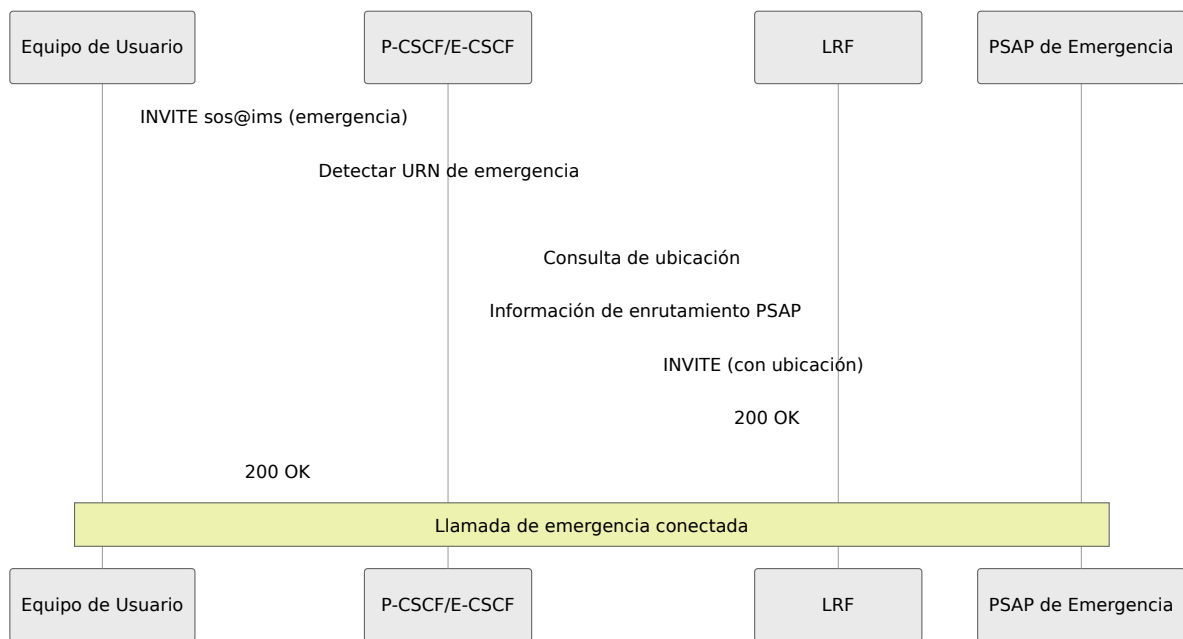 Equipo de Usuario
P-CSCF/E-CSCF
LRF
PSAP de Emergencia
INVITE sos@ims (emergencia)
Detectar URN de emergencia
Consulta de ubicación
Información de enrutamiento PSAP
INVITE (con ubicación)
200 OK
200 OK
Llamada de emergencia conectada
Equipo de Usuario
P-CSCF/E-CSCF
LRF
PSAP de Emergencia